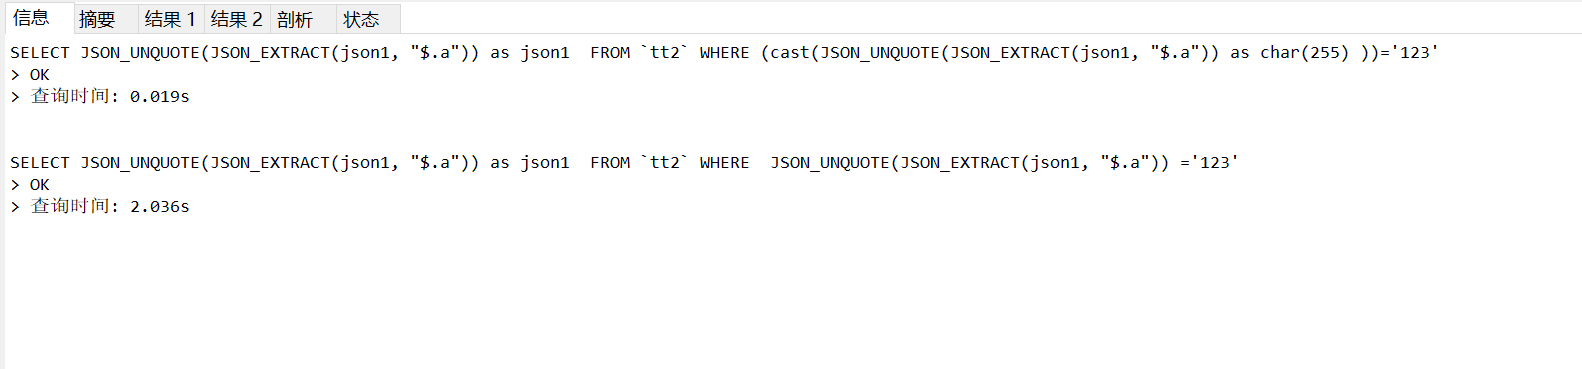 信息 摘要 结果 1 结果 2 剖析 状态
SELECT JSON_UNQUOTE(JSON_EXTRACT(json1, "$.a")) as json1  FROM `tt2` WHERE (cast(JSON_UNQUOTE(JSON_EXTRACT(json1, "$.a")) as char(255) ))='123'
> OK
> 查询时间: 0.019s
SELECT JSON_UNQUOTE(JSON_EXTRACT(json1, "$.a")) as json1  FROM `tt2` WHERE  JSON_UNQUOTE(JSON_EXTRACT(json1, "$.a")) ='123'
> OK
> 查询时间: 2.036s